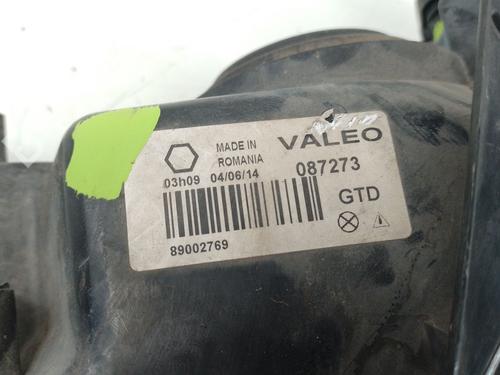 MADE IN
ROMANIA
VALEO
03h09 04/06/14
087273
GTD
89002769